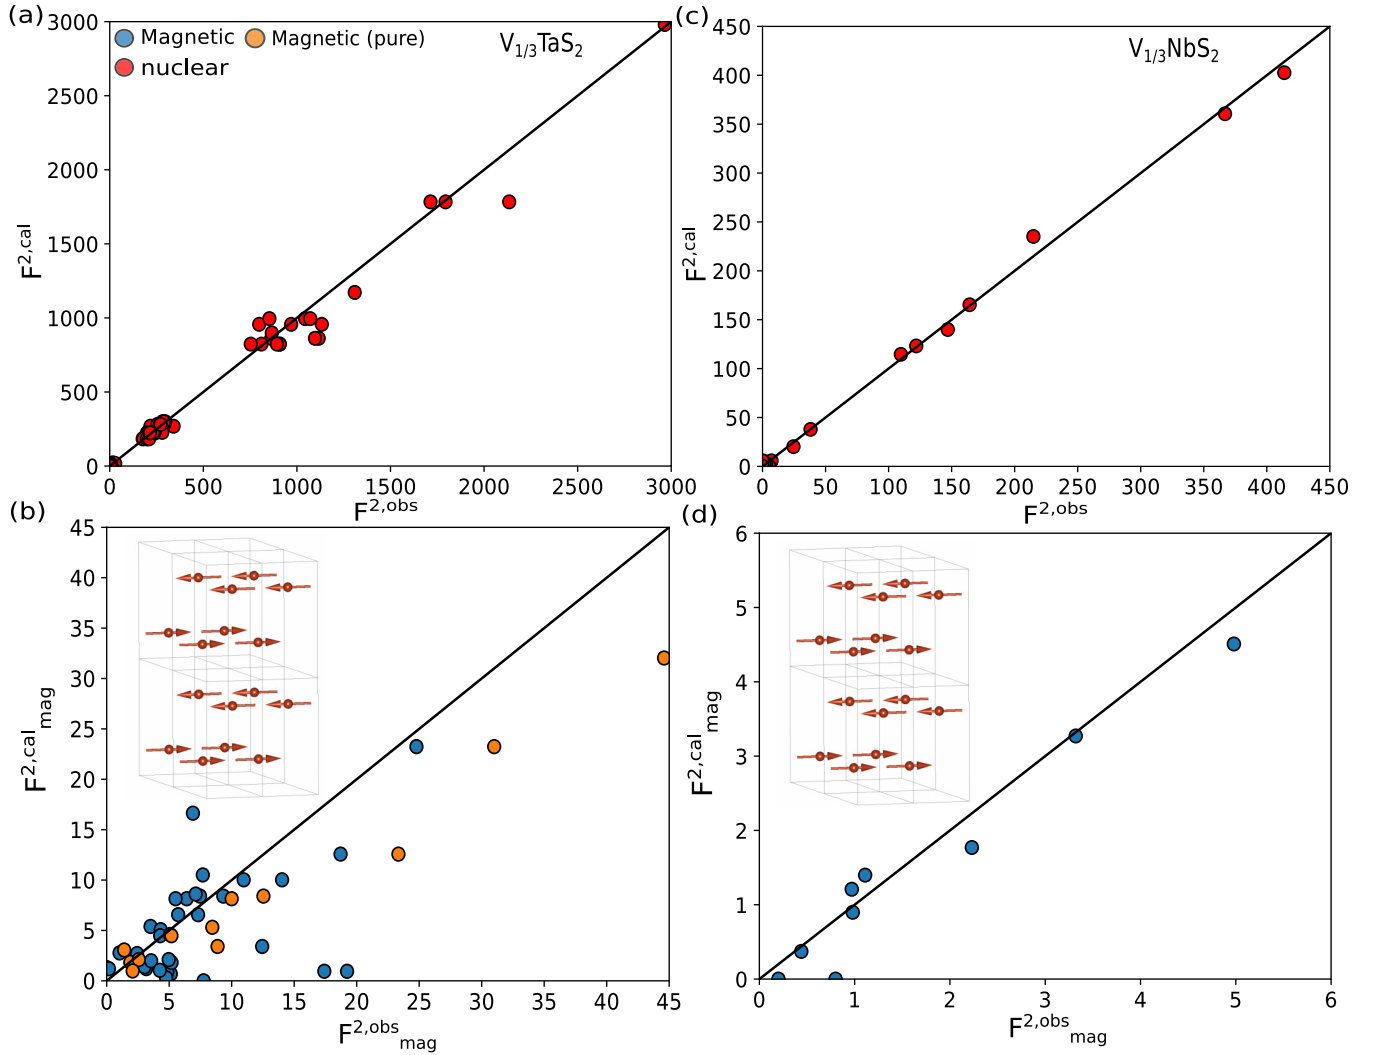 (a)
3000
2500
2000
1500
1000
500
0
F2,cal
Magnetic
Magnetic (pure)
nuclear
V1/3TaS2
0 500 1000 1500 2000 2500 3000
F2,obs
(c)
450
400
350
300
250
200
150
100
50
0
F2,cal
V1/3NbS2
0 50 100 150 200 250 300 350 400 450
F2,obs
(b)
45
40
35
30
25
20
15
10
5
0
F2,calmag
0 5 10 15 20 25 30 35 40 45
F2,obsmag
(d)
6
5
4
3
2
1
0
F2,calmag
0 1 2 3 4 5 6
F2,obsmag